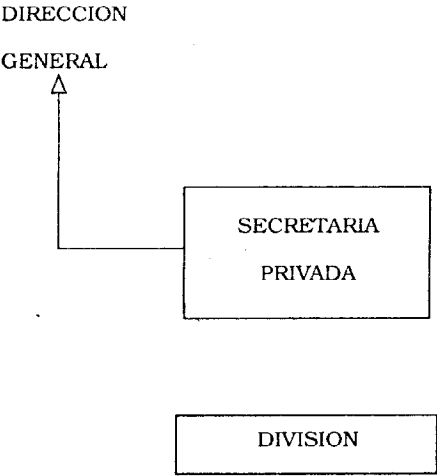 DIRECCION
GENERAL
SECRETARIA
PRIVADA
DIVISION